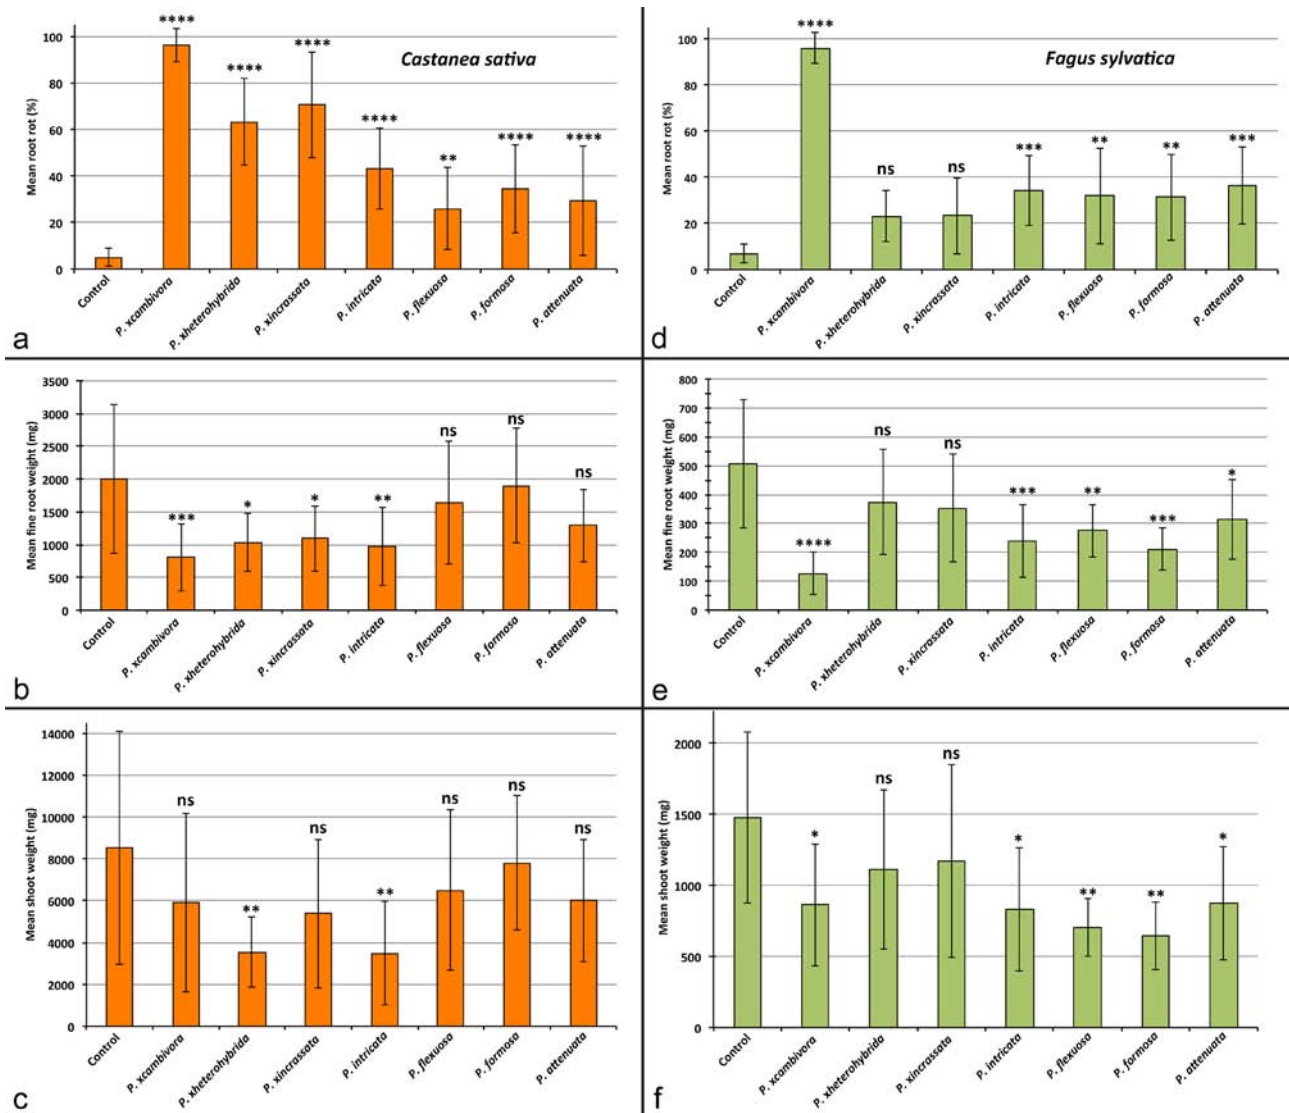 Castanea sativa
Mean root rot (%)
100
80
60
40
20
0
****
****
****
****
**
****
****
Control
P. xcambivora
P. xheterohybrida
P. xincrassata
P. intricata
P. flexuosa
P. formosa
P. attenuata
a
Mean fine root weight (mg)
3500
3000
2500
2000
1500
1000
500
0
***
*
*
**
ns
ns
ns
Control
P. xcambivora
P. xheterohybrida
P. xincrassata
P. intricata
P. flexuosa
P. formosa
P. attenuata
b
Mean shoot weight (mg)
14000
12000
10000
8000
6000
4000
2000
0
ns
**
ns
**
ns
ns
ns
Control
P. xcambivora
P. xheterohybrida
P. xincrassata
P. intricata
P. flexuosa
P. formosa
P. attenuata
c
Fagus sylvatica
Mean root rot (%)
100
80
60
40
20
0
****
ns
ns
***
**
**
***
Control
P. xcambivora
P. xheterohybrida
P. xincrassata
P. intricata
P. flexuosa
P. formosa
P. attenuata
d
Mean fine root weight (mg)
800
700
600
500
400
300
200
100
0
****
ns
ns
***
**
***
*
Control
P. xcambivora
P. xheterohybrida
P. xincrassata
P. intricata
P. flexuosa
P. formosa
P. attenuata
e
Mean shoot weight (mg)
2000
1500
1000
500
0
*
ns
ns
*
**
**
*
Control
P. xcambivora
P. xheterohybrida
P. xincrassata
P. intricata
P. flexuosa
P. formosa
P. attenuata
f